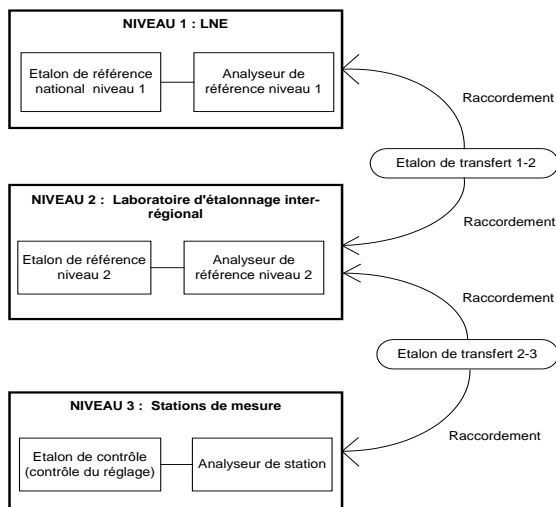 NIVEAU 1 : LNE
Etalon de référence
national niveau 1
Analyseur de
référence niveau 1
Raccordement
Etalon de transfert 1-2
NIVEAU 2 : Laboratoire d'étalonnage inter-
régional
Raccordement
Etalon de référence
niveau 2
Analyseur de
référence niveau 2
Raccordement
Etalon de transfert 2-3
NIVEAU 3 : Stations de mesure
Raccordement
Etalon de contrôle
(contrôle du réglage)
Analyseur de station